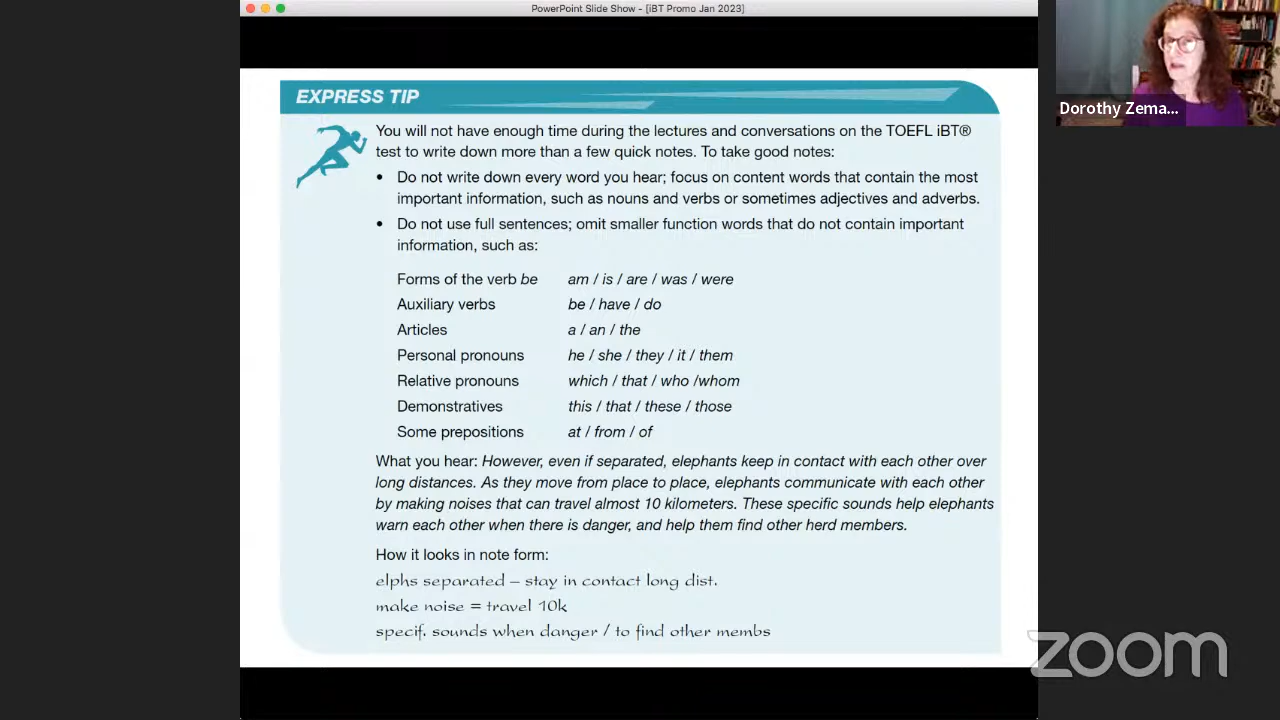 PowerPoint Slide Show - [iBT Promo Jan 2023]
EXPRESS TIP
You will not have enough time during the lectures and conversations on the TOEFL iBT®
test to write down more than a few quick notes. To take good notes:
• Do not write down every word you hear; focus on content words that contain the most
important information, such as nouns and verbs or sometimes adjectives and adverbs.
• Do not use full sentences; omit smaller function words that do not contain important
information, such as:
Forms of the verb be am / is / are / was / were
Auxiliary verbs be / have / do
Articles a / an / the
Personal pronouns he / she / they / it / them
Relative pronouns which / that / who /whom
Demonstratives this / that / these / those
Some prepositions at / from / of
What you hear: However, even if separated, elephants keep in contact with each other over
long distances. As they move from place to place, elephants communicate with each other
by making noises that can travel almost 10 kilometers. These specific sounds help elephants
warn each other when there is danger, and help them find other herd members.
How it looks in note form:
elphs separated – stay in contact long dist.
make noise = travel 10k
specif. sounds when danger / to find other membs
Dorothy Zema...
zoom